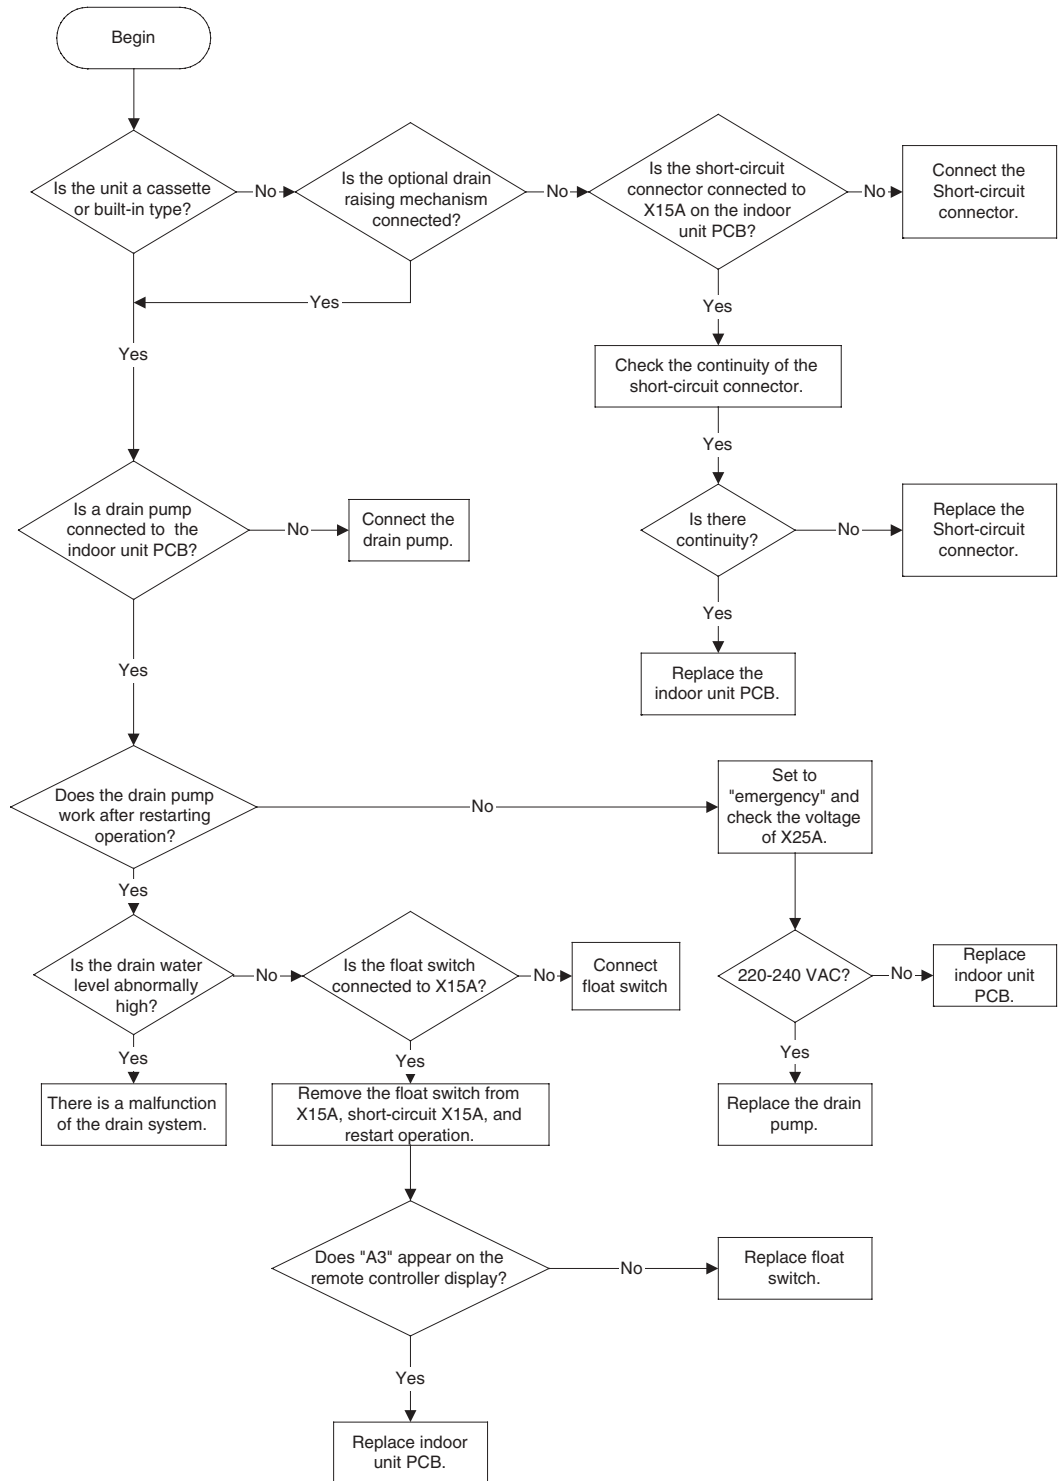 Begin
Is the unit a cassette
or built-in type?
No
Is the optional drain
raising mechanism
connected?
No
Is the short-circuit
connector connected to
X15A on the indoor
unit PCB?
No
Connect the
Short-circuit
connector.
Yes
Yes
Yes
Check the continuity of the
short-circuit connector.
Yes
Is a drain pump
connected to the
indoor unit PCB?
No
Connect the
drain pump.
Is there
continuity?
No
Replace the
Short-circuit
connector.
Yes
Yes
Replace the
indoor unit PCB.
Does the drain pump
work after restarting
operation?
No
Set to
"emergency" and
check the voltage
of X25A.
Yes
Is the drain water
level abnormally
high?
No
Is the float switch
connected to X15A?
No
Connect
float switch
220-240 VAC?
No
Replace
indoor unit
PCB.
Yes
Yes
Yes
There is a malfunction
of the drain system.
Remove the float switch from
X15A, short-circuit X15A, and
restart operation.
Replace the drain
pump.
Does "A3" appear on the
remote controller display?
No
Replace float
switch.
Yes
Replace indoor
unit PCB.